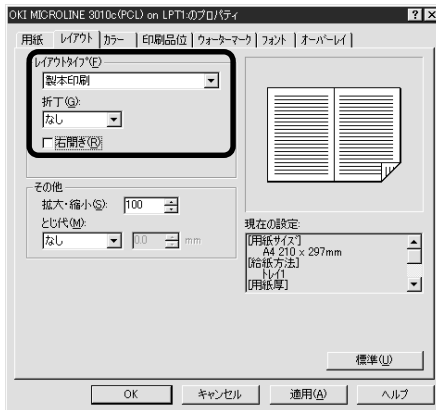 OKI MICROLINE 3010c(PCL) on LPT1:のプロパティ
用紙 レイアウト カラー 印刷品位 ウォーターマーク フォント オーバーレイ
レイアウトタイプ(F)
製本印刷
折丁(G):
なし
右開き(R)
その他
拡大・縮小(S): 100
とじ代(M):
なし 0.0 mm
現在の設定:
[用紙サイズ]
A4 210 x 297mm
[給紙方法]
トレイ1
[用紙厚]
標準(U)
OK キャンセル 適用(A) ヘルプ